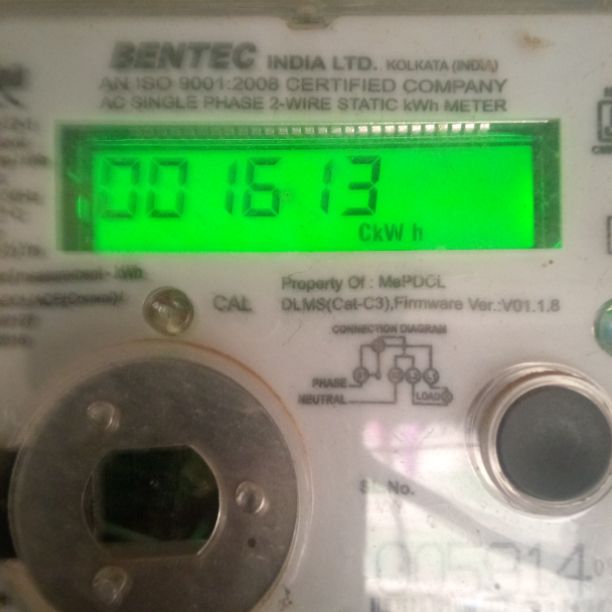 BENTEC INDIA LTD. KOLKATA (INDIA)
AN ISO 9001:2008 CERTIFIED COMPANY
AC SINGLE PHASE 2-WIRE STATIC kWh METER
001613
CkW h
Property Of : MePDCL
CAL
DLMS(Cat-C3),Firmware Ver.:V01.1.8
CONNECTION DIAGRAM
PHASE
NEUTRAL
LOAD
Sl. No.
005914